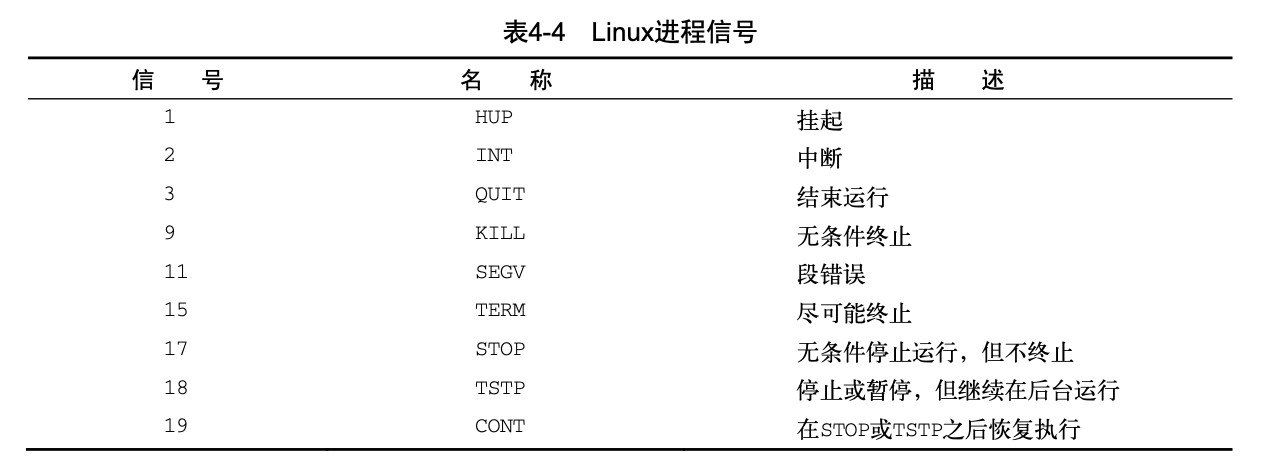 表4-4 Linux进程信号
信 号 名 称 描 述
1 HUP 挂起
2 INT 中断
3 QUIT 结束运行
9 KILL 无条件终止
11 SEGV 段错误
15 TERM 尽可能终止
17 STOP 无条件停止运行，但不终止
18 TSTP 停止或暂停，但继续在后台运行
19 CONT 在STOP或TSTP之后恢复执行